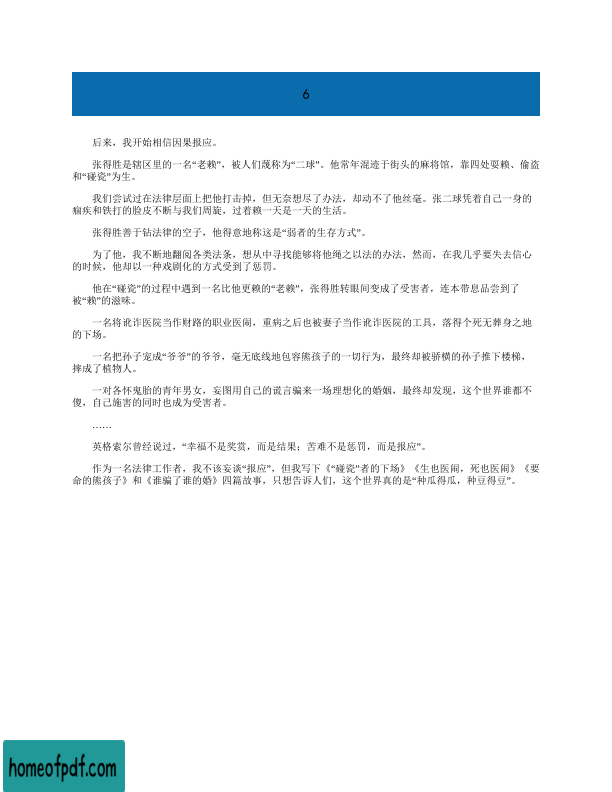 6
后来，我开始相信因果报应。
张得胜是辖区里的一名“老赖”，被人们蔑称为“二球”。他常年混迹于街头的麻将馆，靠四处耍赖、偷盗
和“碰瓷”为生。
我们尝试过在法律层面上把他打击掉，但无奈想尽了办法，却动不了他丝毫。张二球凭着自己一身的
痼疾和铁打的脸皮不断与我们周旋，过着赖一天是一天的生活。
张得胜善于钻法律的空子，他得意地称这是“弱者的生存方式”。
为了他，我不断地翻阅各类法条，想从中寻找能够将他绳之以法的办法，然而，在我几乎要失去信心
的时候，他却以一种戏剧化的方式受到了惩罚。
他在“碰瓷”的过程中遇到一名比他更赖的“老赖”，张得胜转眼间变成了受害者，连本带息品尝到了
被“赖”的滋味。
一名将讹诈医院当作财路的职业医闹，重病之后也被妻子当作讹诈医院的工具，落得个死无葬身之地
的下场。
一名把孙子宠成“爷爷”的爷爷，毫无底线地包容熊孩子的一切行为，最终却被骄横的孙子推下楼梯，
摔成了植物人。
一对各怀鬼胎的青年男女，妄图用自己的谎言骗来一场理想化的婚姻，最终却发现，这个世界谁都不
傻，自己施害的同时也成为受害者。
……
英格索尔曾经说过，“幸福不是奖赏，而是结果；苦难不是惩罚，而是报应”。
作为一名法律工作者，我不该妄谈“报应”，但我写下《“碰瓷”者的下场》《生也医闹，死也医闹》《要
命的熊孩子》和《谁骗了谁的婚》四篇故事，只想告诉人们，这个世界真的是“种瓜得瓜，种豆得豆”。
homeofpdf.com